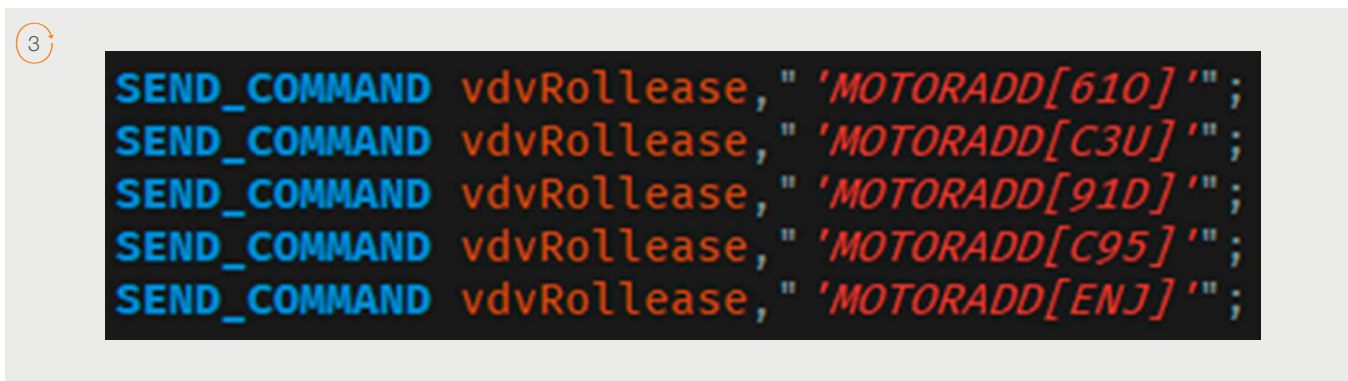 3
SEND_COMMAND vdvRollease,"'MOTORADD[61O]'";
SEND_COMMAND vdvRollease,"'MOTORADD[C3U]'";
SEND_COMMAND vdvRollease,"'MOTORADD[91D]'";
SEND_COMMAND vdvRollease,"'MOTORADD[C95]'";
SEND_COMMAND vdvRollease,"'MOTORADD[ENJ]'";